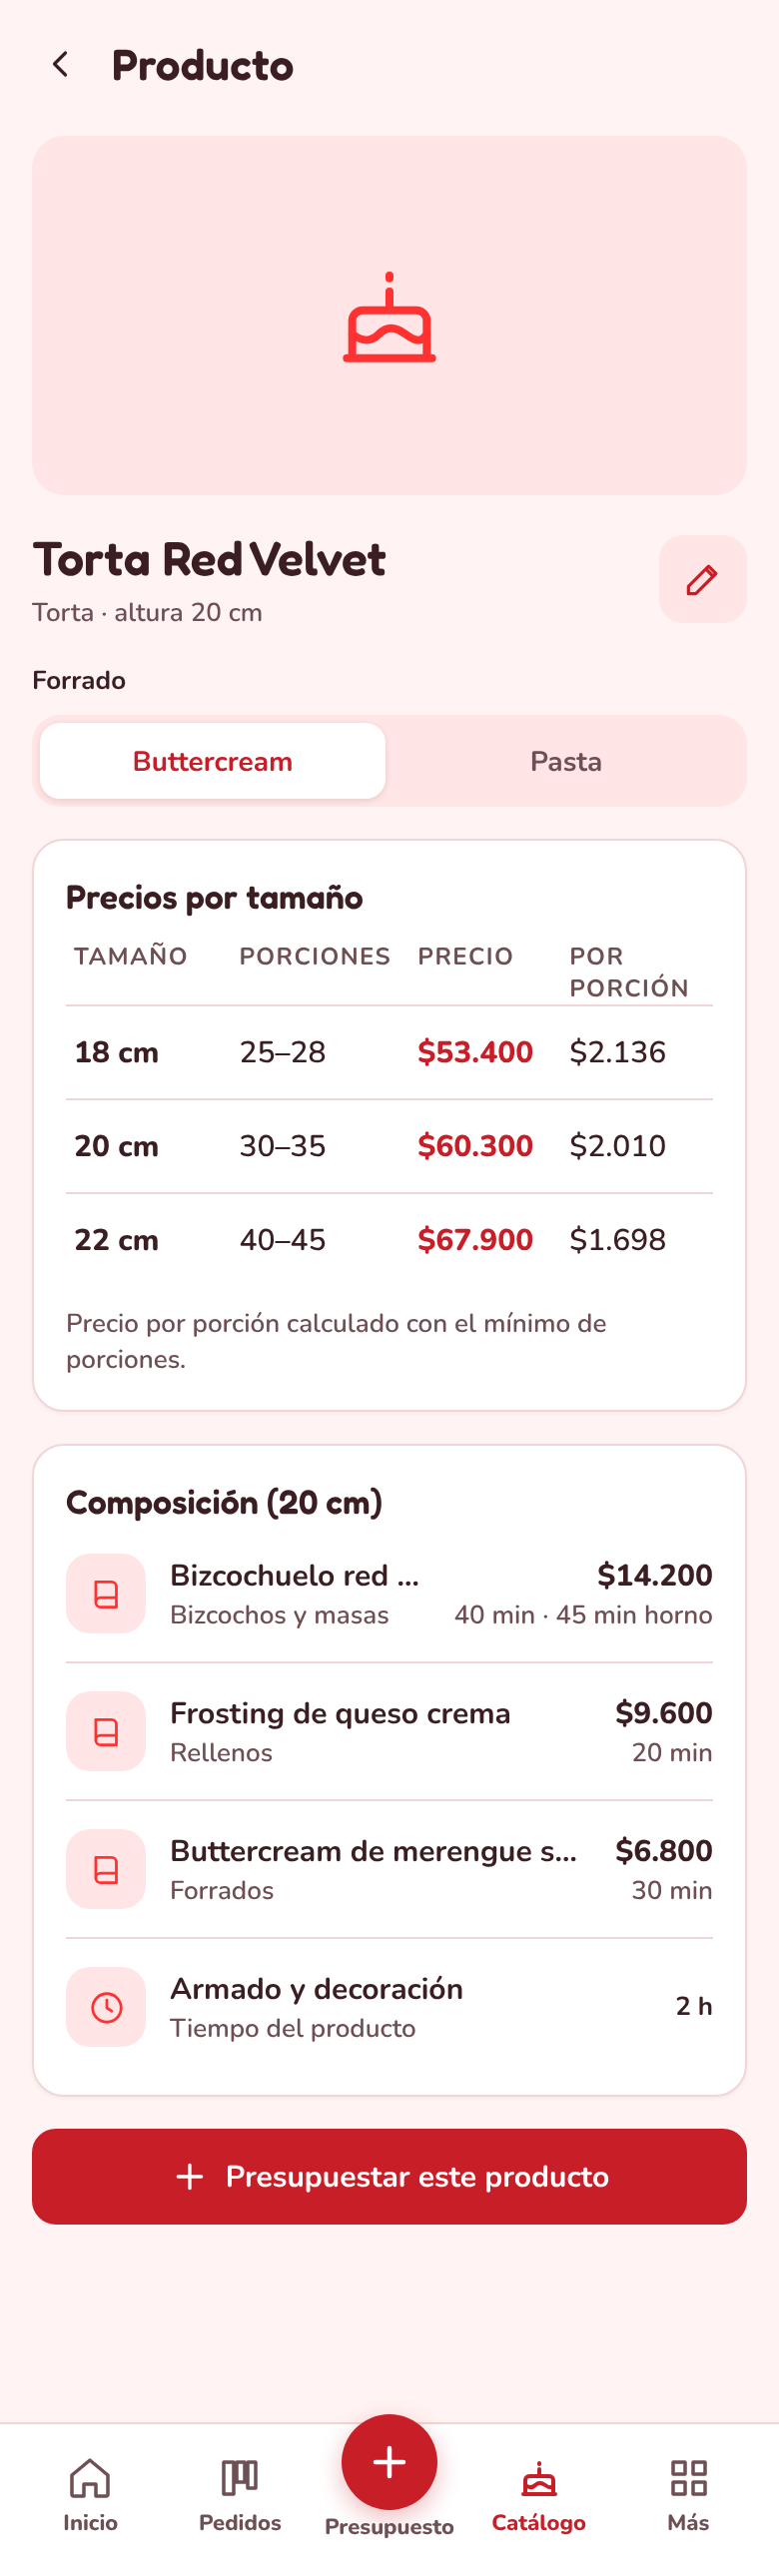 Producto
Torta Red Velvet
Torta · altura 20 cm
Forrado
Buttercream
Pasta
Precios por tamaño
TAMAÑO PORCIONES PRECIO POR PORCIÓN
18 cm 25–28 $53.400 $2.136
20 cm 30–35 $60.300 $2.010
22 cm 40–45 $67.900 $1.698
Precio por porción calculado con el mínimo de
porciones.
Composición (20 cm)
Bizcochuelo red ... $14.200
Bizcochos y masas 40 min · 45 min horno
Frosting de queso crema $9.600
Rellenos 20 min
Buttercream de merengue s... $6.800
Forrados 30 min
Armado y decoración
2 h
Tiempo del producto
Presupuestar este producto
Inicio Pedidos Presupuesto Catálogo Más